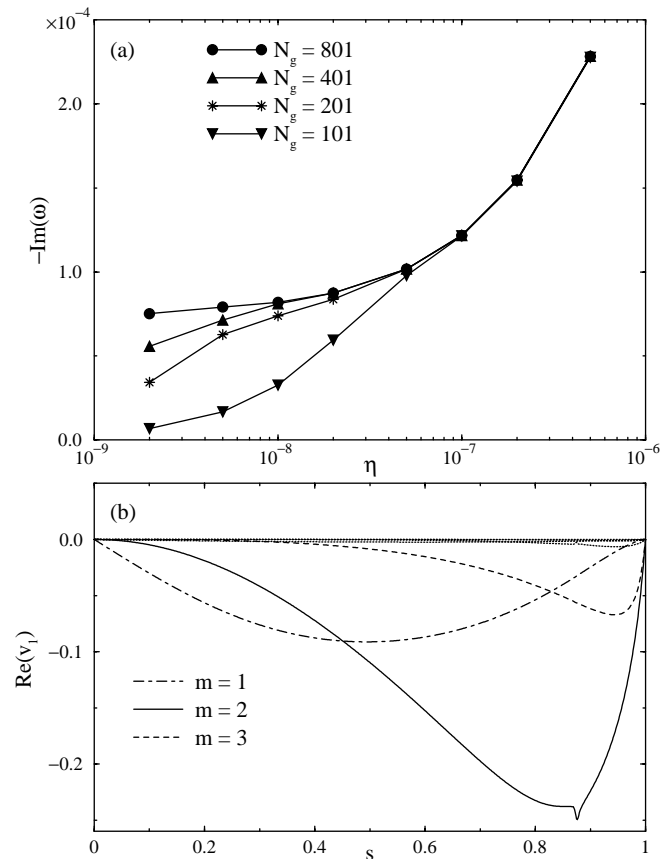 ×10⁻⁴
(a)
N_g = 801
N_g = 401
N_g = 201
N_g = 101
2.0
1.0
0.0
−Im(ω)
10⁻⁹ 10⁻⁸ 10⁻⁷ 10⁻⁶
η
(b)
0.0
−0.1
−0.2
Re(v₁)
m = 1
m = 2
m = 3
0 0.2 0.4 0.6 0.8 1
s